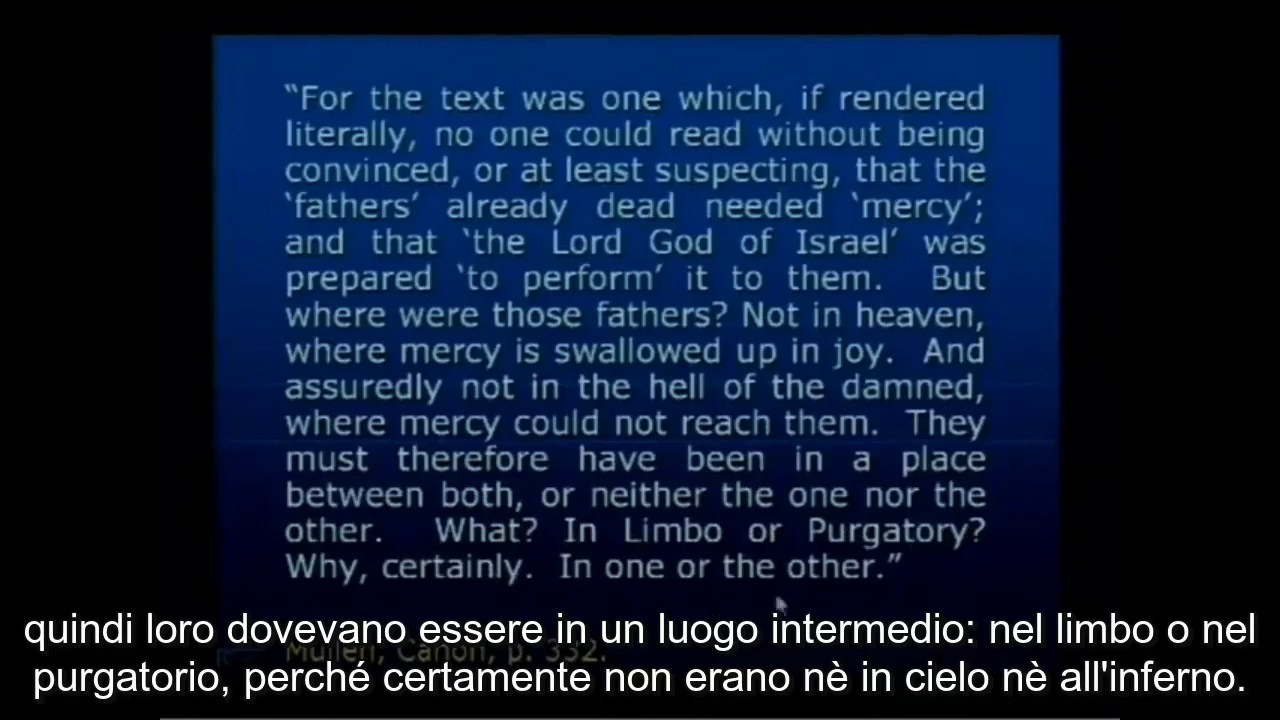 “For the text was one which, if rendered
literally, no one could read without being
convinced, or at least suspecting, that the
‘fathers’ already dead needed ‘mercy’;
and that ‘the Lord God of Israel’ was
prepared ‘to perform’ it to them. But
where were those fathers? Not in heaven,
where mercy is swallowed up in joy. And
assuredly not in the hell of the damned,
where mercy could not reach them. They
must therefore have been in a place
between both, or neither the one nor the
other. What? In Limbo or Purgatory?
Why, certainly. In one or the other.”
Mullen, Canon, p. 332.
quindi loro dovevano essere in un luogo intermedio: nel limbo o nel
purgatorio, perché certamente non erano nè in cielo nè all'inferno.